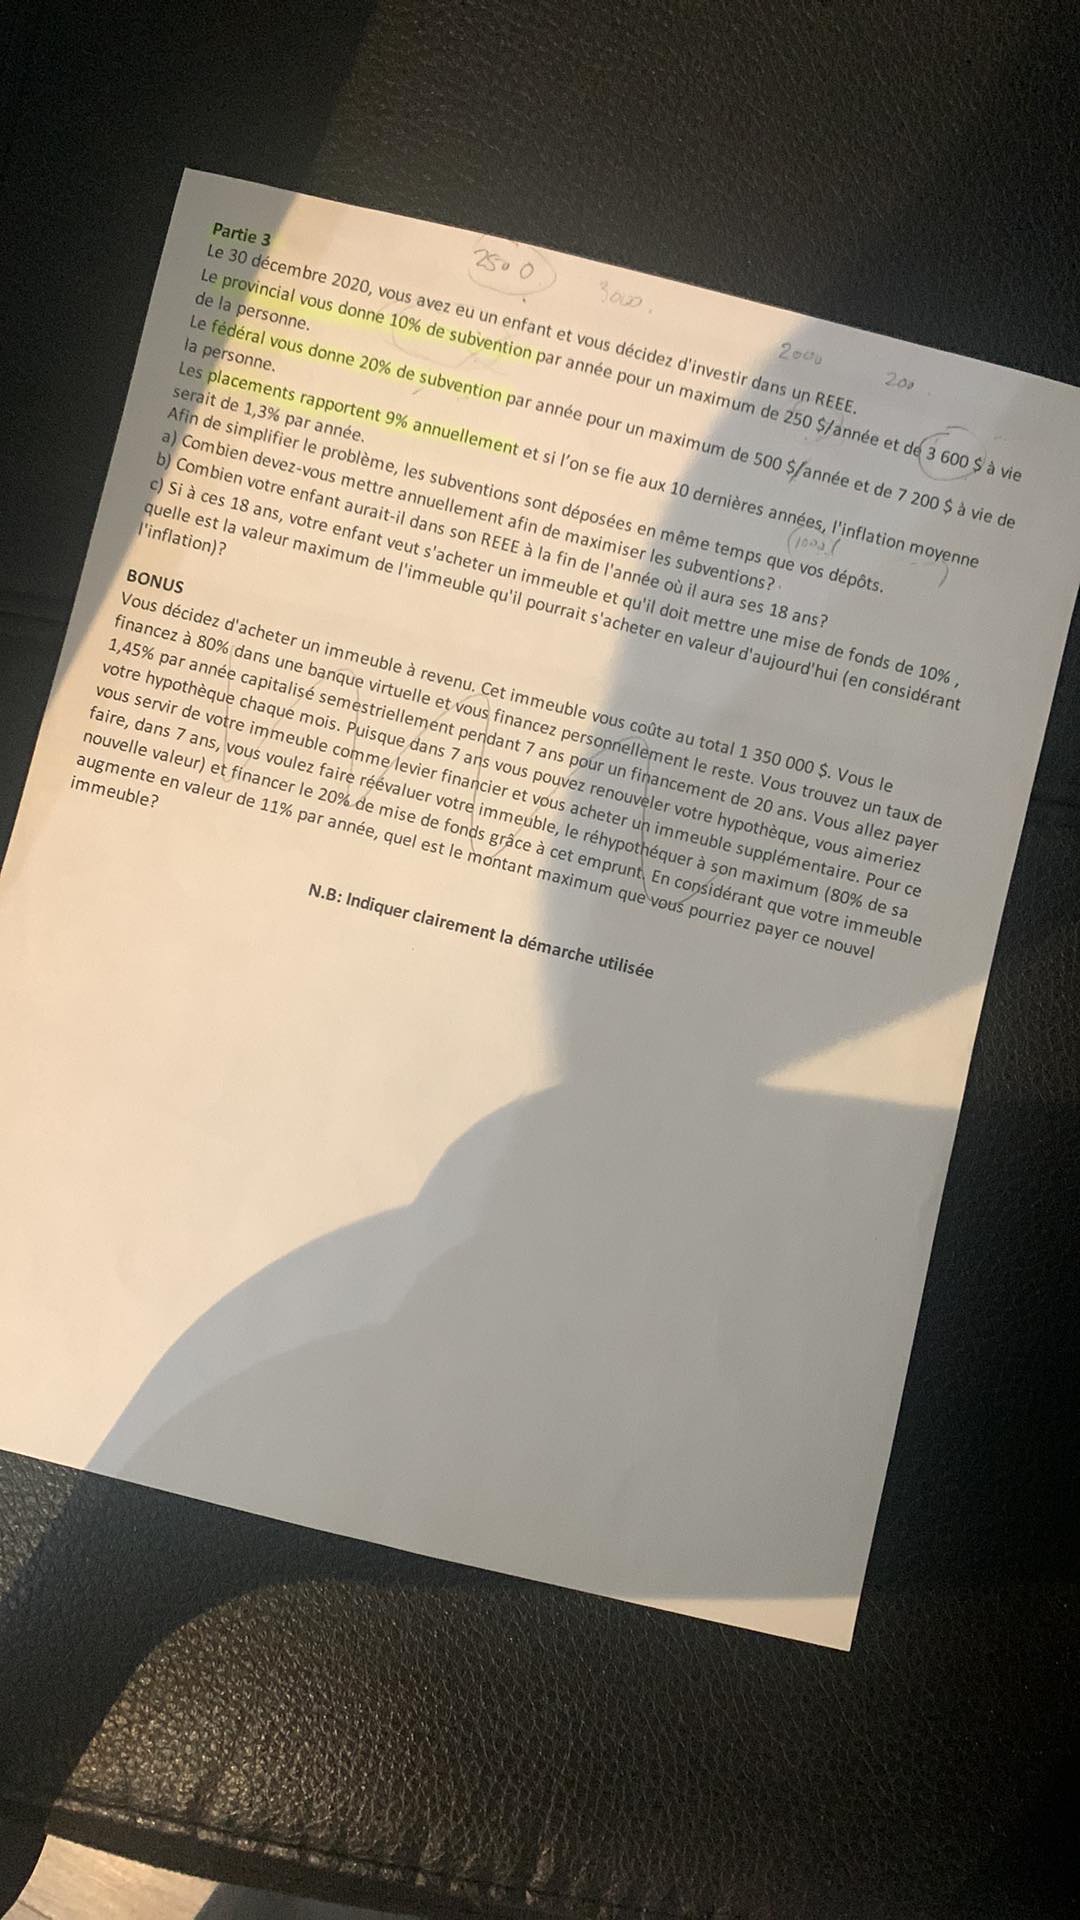 2500
3000.
2000
200
Partie 3
Le 30 décembre 2020, vous avez eu un enfant et vous décidez d'investir dans un REEE.
Le provincial vous donne 10% de subvention par année pour un maximum de 250 $/année et de 3 600 $ à vie
de la personne.
Le fédéral vous donne 20% de subvention par année pour un maximum de 500 $/année et de 7 200 $ à vie de
la personne.
Les placements rapportent 9% annuellement et si l'on se fie aux 10 dernières années, l'inflation moyenne
serait de 1,3% par année.
Afin de simplifier le problème, les subventions sont déposées en même temps que vos dépôts.
a) Combien devez-vous mettre annuellement afin de maximiser les subventions?
b) Combien votre enfant aurait-il dans son REEE à la fin de l'année où il aura ses 18 ans?
c) Si à ces 18 ans, votre enfant veut s'acheter un immeuble et qu'il doit mettre une mise de fonds de 10% ,
quelle est la valeur maximum de l'immeuble qu'il pourrait s'acheter en valeur d'aujourd'hui (en considérant
l'inflation)?
BONUS
Vous décidez d'acheter un immeuble à revenu. Cet immeuble vous coûte au total 1 350 000 $. Vous le
financez à 80% dans une banque virtuelle et vous financez personnellement le reste. Vous trouvez un taux de
1,45% par année capitalisé semestriellement pendant 7 ans pour un financement de 20 ans. Vous allez payer
votre hypothèque chaque mois. Puisque dans 7 ans vous pouvez renouveler votre hypothèque, vous aimeriez
vous servir de votre immeuble comme levier financier et vous acheter un immeuble supplémentaire. Pour ce
faire, dans 7 ans, vous voulez faire réévaluer votre immeuble, le réhypothéquer à son maximum (80% de sa
nouvelle valeur) et financer le 20% de mise de fonds grâce à cet emprunt. En considérant que votre immeuble
augmente en valeur de 11% par année, quel est le montant maximum que vous pourriez payer ce nouvel
immeuble?
N.B: Indiquer clairement la démarche utilisée